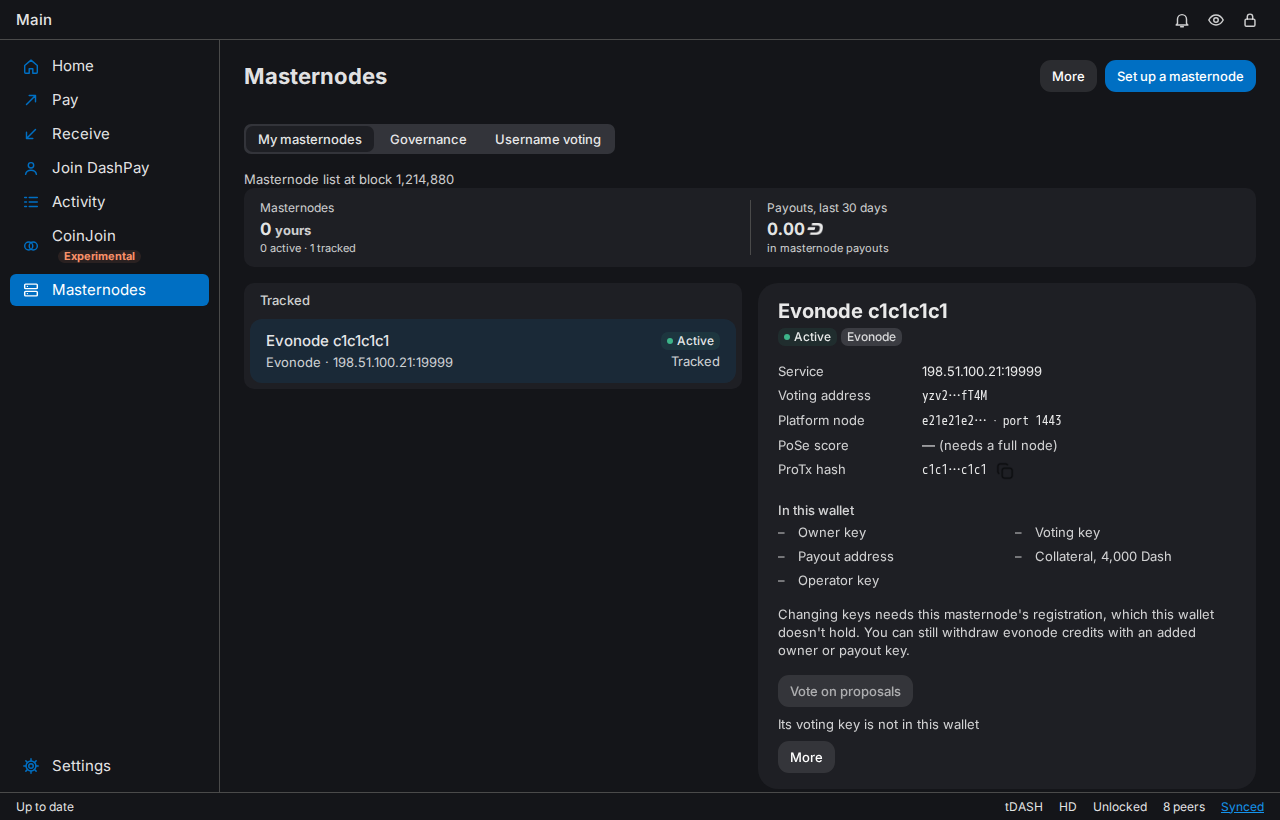 Main
Home
Pay
Receive
Join DashPay
Activity
CoinJoin
Experimental
Masternodes
Settings
Masternodes
More
Set up a masternode
My masternodes
Governance
Username voting
Masternode list at block 1,214,880
Masternodes
0 yours
0 active · 1 tracked
Payouts, last 30 days
0.00
in masternode payouts
Tracked
Evonode c1c1c1c1
Active
Evonode · 198.51.100.21:19999
Tracked
Evonode c1c1c1c1
Active
Evonode
Service 198.51.100.21:19999
Voting address yzv2···fT4M
Platform node e21e21e2··· · port 1443
PoSe score — (needs a full node)
ProTx hash c1c1···c1c1
In this wallet
– Owner key
– Voting key
– Payout address
– Collateral, 4,000 Dash
– Operator key
Changing keys needs this masternode's registration, which this wallet
doesn't hold. You can still withdraw evonode credits with an added
owner or payout key.
Vote on proposals
Its voting key is not in this wallet
More
Up to date
tDASH
HD
Unlocked
8 peers
Synced